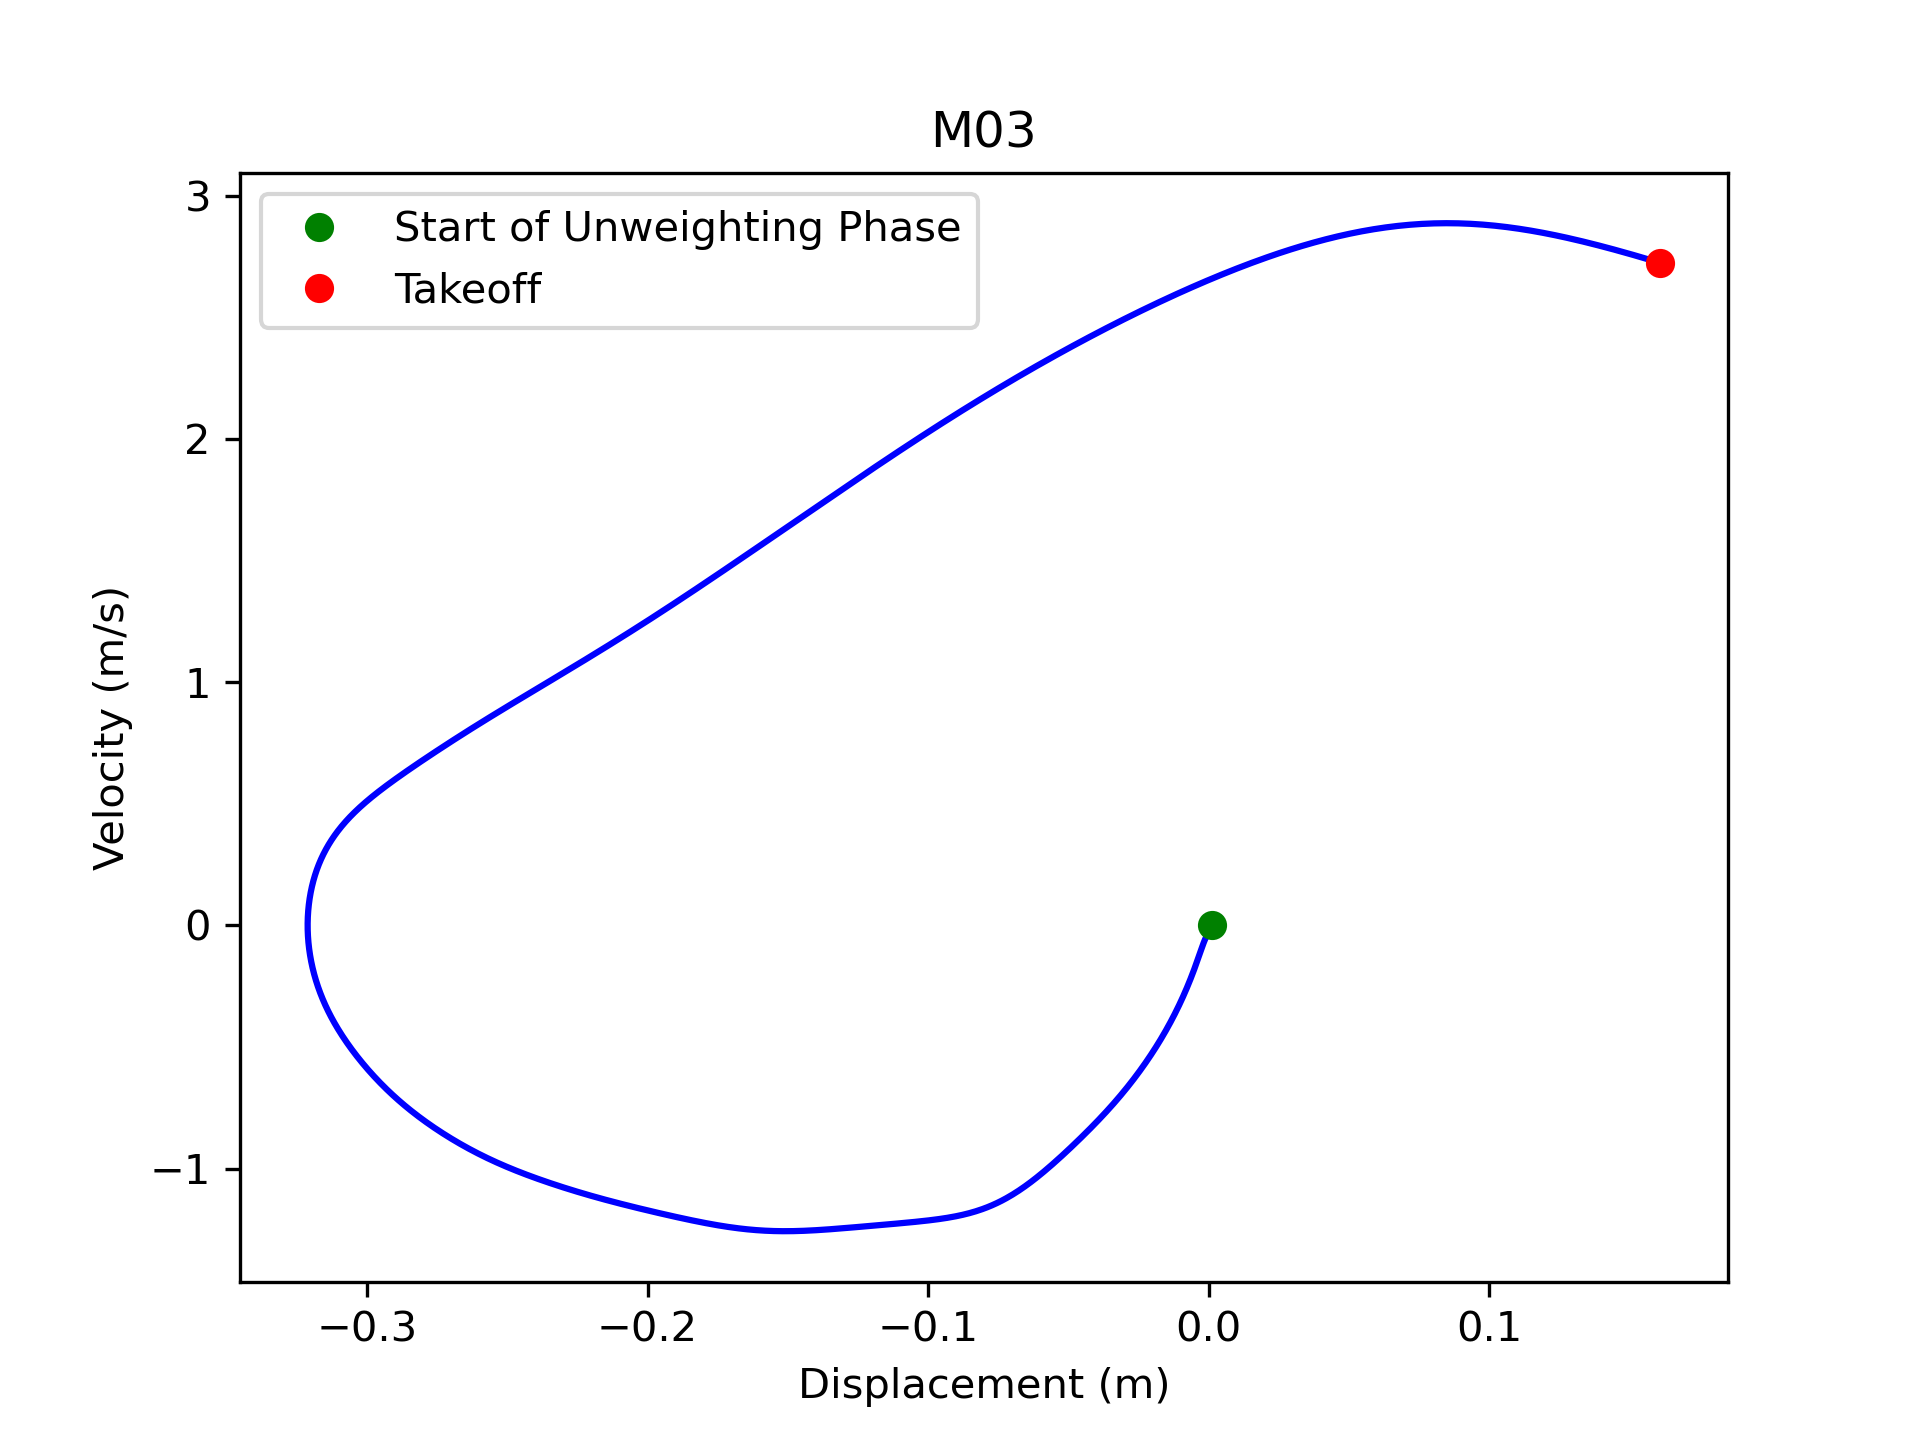 M03
Start of Unweighting Phase
Takeoff
3
2
1
0
−1
Velocity (m/s)
−0.3 −0.2 −0.1 0.0 0.1
Displacement (m)